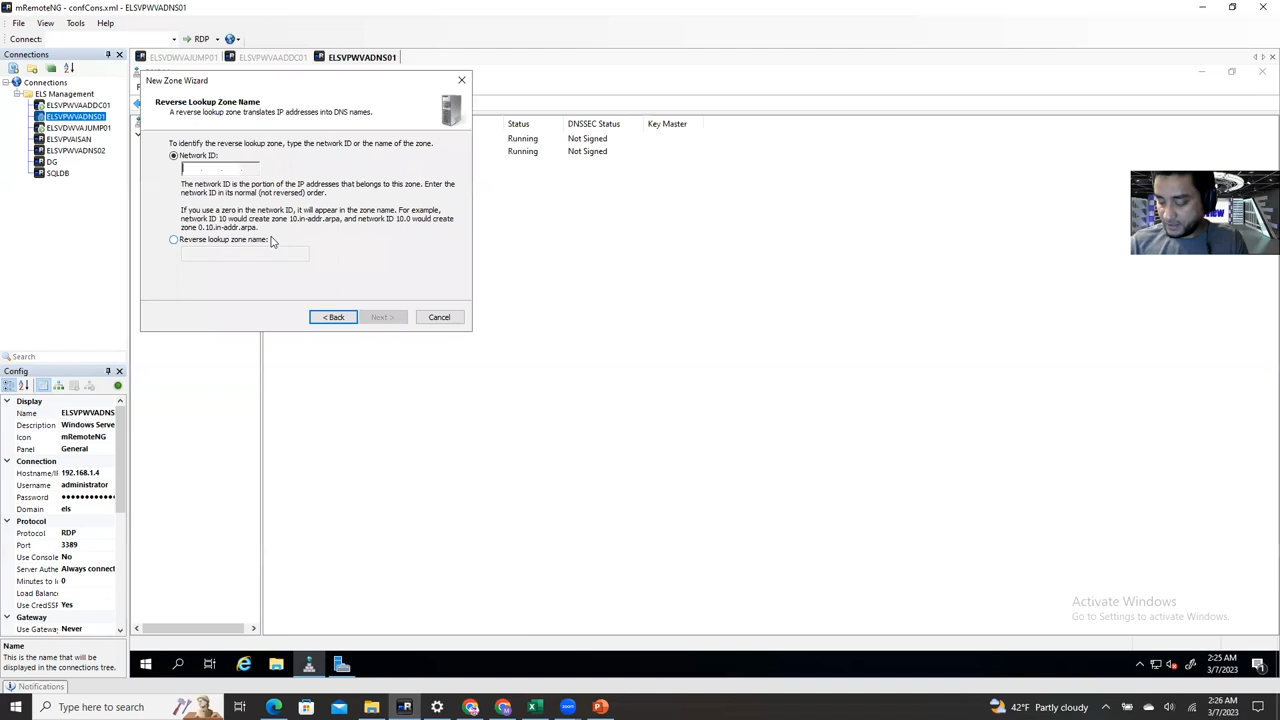 mRemoteNG - confCons.xml - ELSVPWVADNS01
File View Tools Help
Connect: RDP
Connections
Connections
ELS Management
ELSVPWVAADDC01
ELSVPWVADNS01
ELSVDWVAJUMP01
ELSVPVAISAN
ELSVPWVADNS02
DG
SQLDB
Search
Config
Display
Name ELSVPWVADNS
Description Windows Serve
Icon mRemoteNG
Panel General
Connection
Hostname/I 192.168.1.4
Username administrator
Password ••••••••••••
Domain els
Protocol
Protocol RDP
Port 3389
Use Console No
Server Authe Always connect
Minutes to I 0
Load Balanc
Use CredSSP Yes
Gateway
Use Gateway Never
Name
This is the name that will be
displayed in the connections tree.
Notifications
ELSVDWVAJUMP01 ELSVPWVAADDC01 ELSVPWVADNS01
New Zone Wizard
Reverse Lookup Zone Name
A reverse lookup zone translates IP addresses into DNS names.
To identify the reverse lookup zone, type the network ID or the name of the zone.
Network ID:
. . .
The network ID is the portion of the IP addresses that belongs to this zone. Enter the
network ID in its normal (not reversed) order.
If you use a zero in the network ID, it will appear in the zone name. For example,
network ID 10 would create zone 10.in-addr.arpa, and network ID 10.0 would create
zone 0.10.in-addr.arpa.
Reverse lookup zone name:
< Back Next > Cancel
Status DNSSEC Status Key Master
Running Not Signed
Running Not Signed
Activate Windows
Go to Settings to activate Windows.
2:25 AM
3/7/2023
Type here to search
42°F Partly cloudy
2:26 AM
3/7/2023